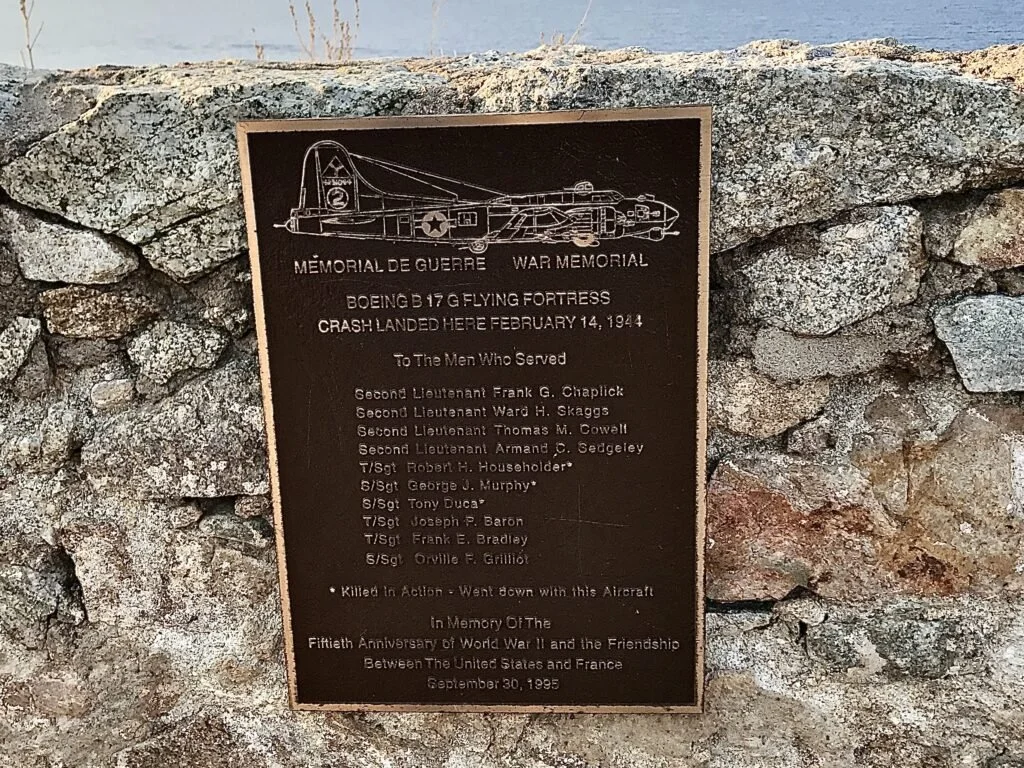 2
MÉMORIAL DE GUERRE WAR MEMORIAL
BOEING B 17 G FLYING FORTRESS
CRASH LANDED HERE FEBRUARY 14, 1944
To The Men Who Served
Second Lieutenant Frank G. Chaplick
Second Lieutenant Ward H. Skaggs
Second Lieutenant Thomas M. Cowell
Second Lieutenant Armand C. Sedgeley
T/Sgt Robert H. Householder*
S/Sgt George J. Murphy*
S/Sgt Tony Duca*
T/Sgt Joseph P. Baron
T/Sgt Frank E. Bradley
S/Sgt Orville F. Grilliot
* Killed In Action - Went down with this Aircraft
In Memory Of The
Fiftieth Anniversary of World War II and the Friendship
Between The United States and France
September 30, 1995